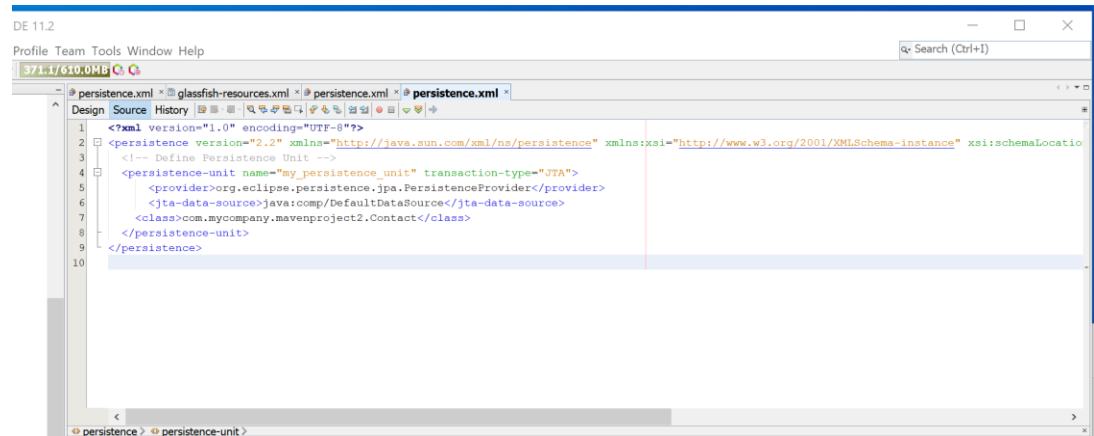 DE 11.2
Profile Team Tools Window Help
Search (Ctrl+I)
371.1/610.0MB
persistence.xml × glassfish-resources.xml × persistence.xml × persistence.xml ×
Design Source History
1 <?xml version="1.0" encoding="UTF-8"?>
2 <persistence version="2.2" xmlns="http://java.sun.com/xml/ns/persistence" xmlns:xsi="http://www.w3.org/2001/XMLSchema-instance" xsi:schemaLocatio
3 <!-- Define Persistence Unit -->
4 <persistence-unit name="my_persistence_unit" transaction-type="JTA">
5 <provider>org.eclipse.persistence.jpa.PersistenceProvider</provider>
6 <jta-data-source>java:comp/DefaultDataSource</jta-data-source>
7 <class>com.mycompany.mavenproject2.Contact</class>
8 </persistence-unit>
9 </persistence>
10
persistence > persistence-unit >